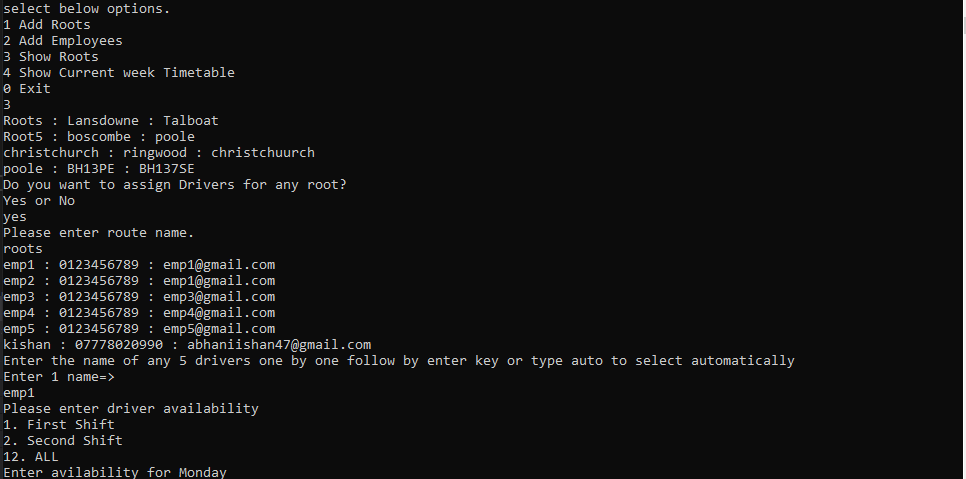 select below options.
1 Add Roots
2 Add Employees
3 Show Roots
4 Show Current week Timetable
0 Exit
3
Roots : Lansdowne : Talboat
Root5 : boscombe : poole
christchurch : ringwood : christchuurch
poole : BH13PE : BH137SE
Do you want to assign Drivers for any root?
Yes or No
yes
Please enter route name.
roots
emp1 : 0123456789 : emp1@gmail.com
emp2 : 0123456789 : emp1@gmail.com
emp3 : 0123456789 : emp3@gmail.com
emp4 : 0123456789 : emp4@gmail.com
emp5 : 0123456789 : emp5@gmail.com
kishan : 07778020990 : abhaniishan47@gmail.com
Enter the name of any 5 drivers one by one follow by enter key or type auto to select automatically
Enter 1 name=>
emp1
Please enter driver availability
1. First Shift
2. Second Shift
12. ALL
Enter avilability for Monday